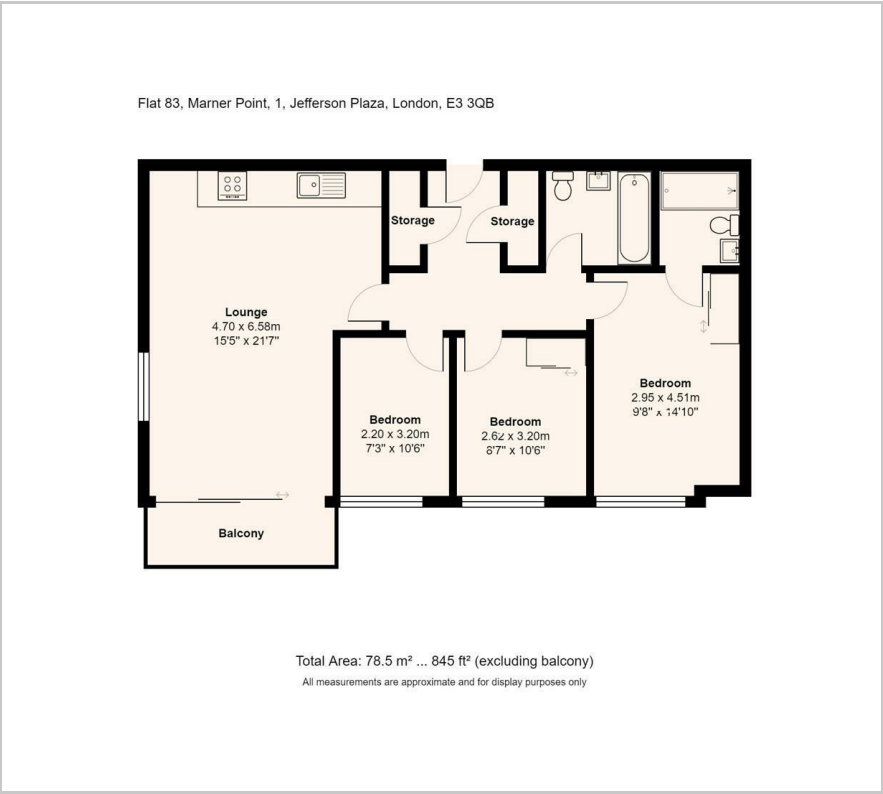 Flat 83, Marner Point, 1, Jefferson Plaza, London, E3 3QB
Storage
Storage
Lounge
4.70 x 6.58m
15'5" x 21'7"
Bedroom
2.95 x 4.51m
9'8" x 14'10"
Bedroom
2.20 x 3.20m
7'3" x 10'6"
Bedroom
2.62 x 3.20m
8'7" x 10'6"
Balcony
Total Area: 78.5 m² ... 845 ft² (excluding balcony)
All measurements are approximate and for display purposes only